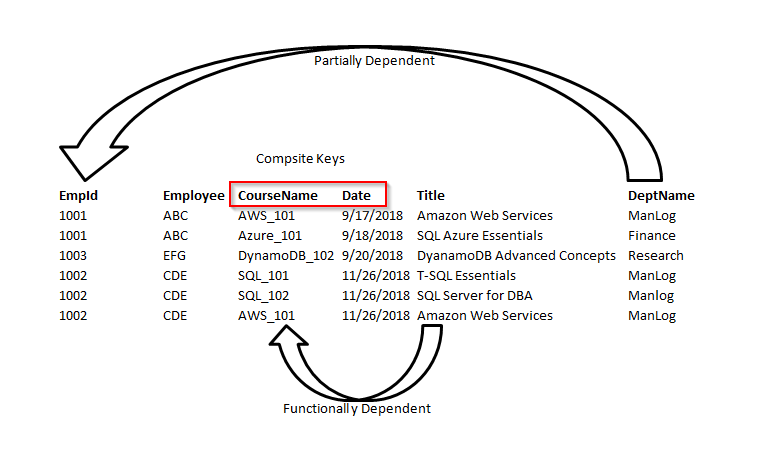 Partially Dependent
Compsite Keys
EmpId Employee CourseName Date Title DeptName
1001 ABC AWS_101 9/17/2018 Amazon Web Services ManLog
1001 ABC Azure_101 9/18/2018 SQL Azure Essentials Finance
1003 EFG DynamoDB_102 9/20/2018 DyanamoDB Advanced Concepts Research
1002 CDE SQL_101 11/26/2018 T-SQL Essentials ManLog
1002 CDE SQL_102 11/26/2018 SQL Server for DBA Manlog
1002 CDE AWS_101 11/26/2018 Amazon Web Services ManLog
Functionally Dependent